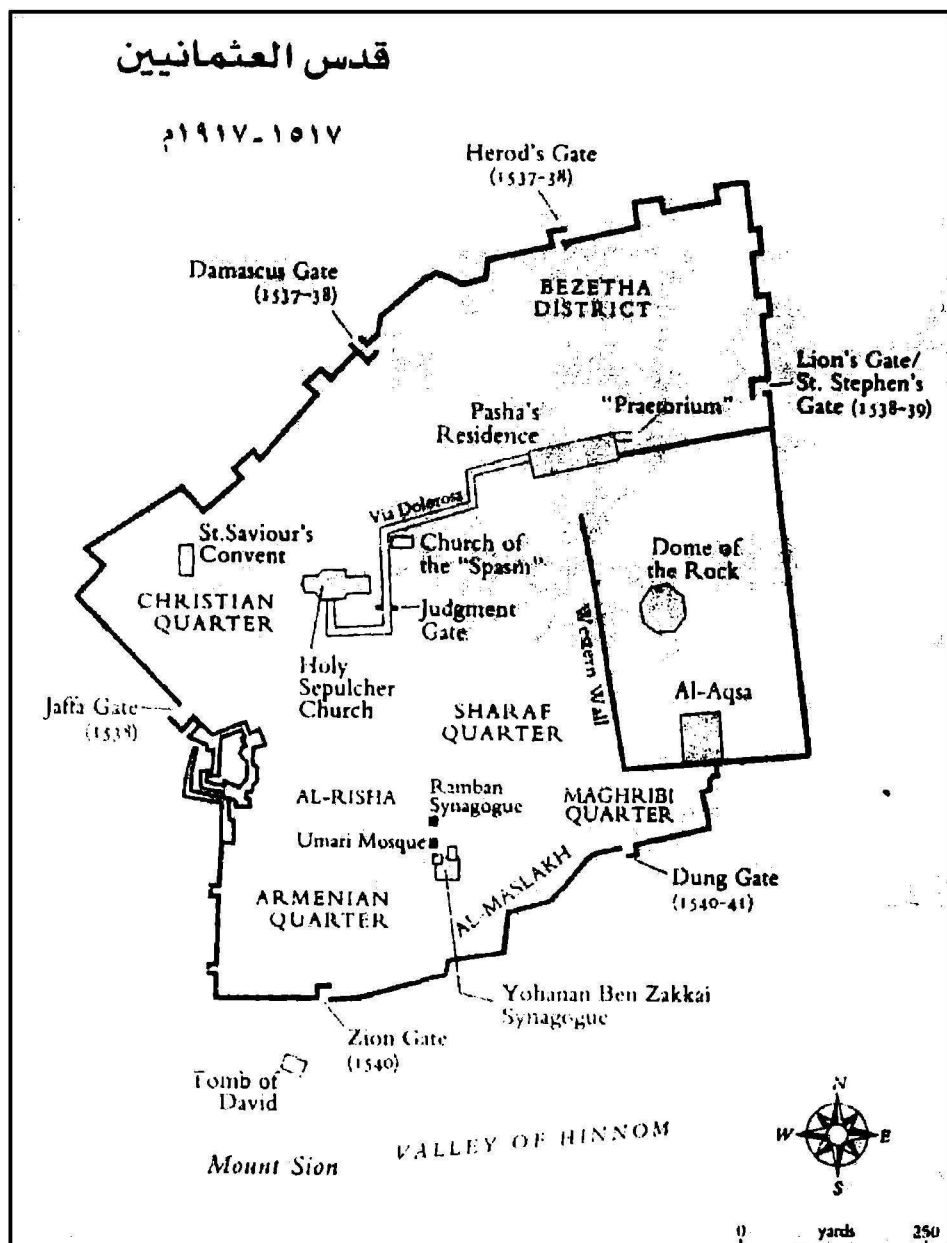 قدس العثمانيين
١٥١٧-١٩١٧م
Herod's Gate
(1537-38)
Damascus Gate
(1537-38)
BEZETHA
DISTRICT
Lion's Gate/
St. Stephen's
Gate (1538-39)
"Praetorium"
Pasha's
Residence
Via Dolorosa
St.Saviour's
Convent
Church of
the "Spasm"
Dome of
the Rock
CHRISTIAN
QUARTER
Judgment
Gate
Western Wall
Holy
Sepulcher
Church
Jaffa Gate
(1538)
SHARAF
QUARTER
Al-Aqsa
AL-RISHA
Ramban
Synagogue
MAGHRIBI
QUARTER
Umari Mosque
AL-MASLAKH
Dung Gate
(1540-41)
ARMENIAN
QUARTER
Yohanan Ben Zakkai
Synagogue
Zion Gate
(1540)
Tomb of
David
VALLEY OF HINNOM
Mount Sion
N
W E
S
0 yards 250